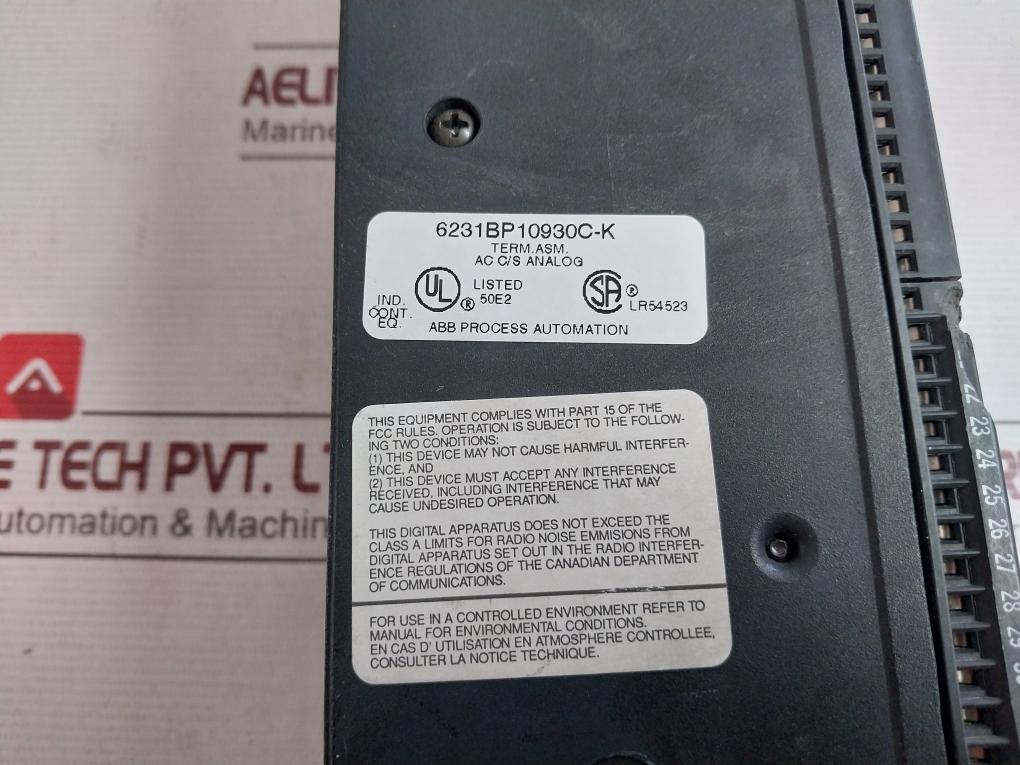 AELI
Marine
6231BP10930C-K
TERM.ASM.
AC C/S ANALOG
UL ® LISTED
50E2
SA ® LR54523
IND.
CONT.
EQ.
ABB PROCESS AUTOMATION
THIS EQUIPMENT COMPLIES WITH PART 15 OF THE
FCC RULES. OPERATION IS SUBJECT TO THE FOLLOW-
ING TWO CONDITIONS:
(1) THIS DEVICE MAY NOT CAUSE HARMFUL INTERFER-
ENCE, AND
(2) THIS DEVICE MUST ACCEPT ANY INTERFERENCE
RECEIVED, INCLUDING INTERFERENCE THAT MAY
CAUSE UNDESIRED OPERATION.
THIS DIGITAL APPARATUS DOES NOT EXCEED THE
CLASS A LIMITS FOR RADIO NOISE EMMISIONS FROM
DIGITAL APPARATUS SET OUT IN THE RADIO INTERFER-
ENCE REGULATIONS OF THE CANADIAN DEPARTMENT
OF COMMUNICATIONS.
FOR USE IN A CONTROLLED ENVIRONMENT REFER TO
MANUAL FOR ENVIRONMENTAL CONDITIONS.
EN CAS D' UTILISATION EN ATMOSPHERE CONTROLLEE,
CONSULTER LA NOTICE TECHNIQUE.
E TECH PVT. LT
utomation & Machin
22 23 24 25 26 27 28 29 30